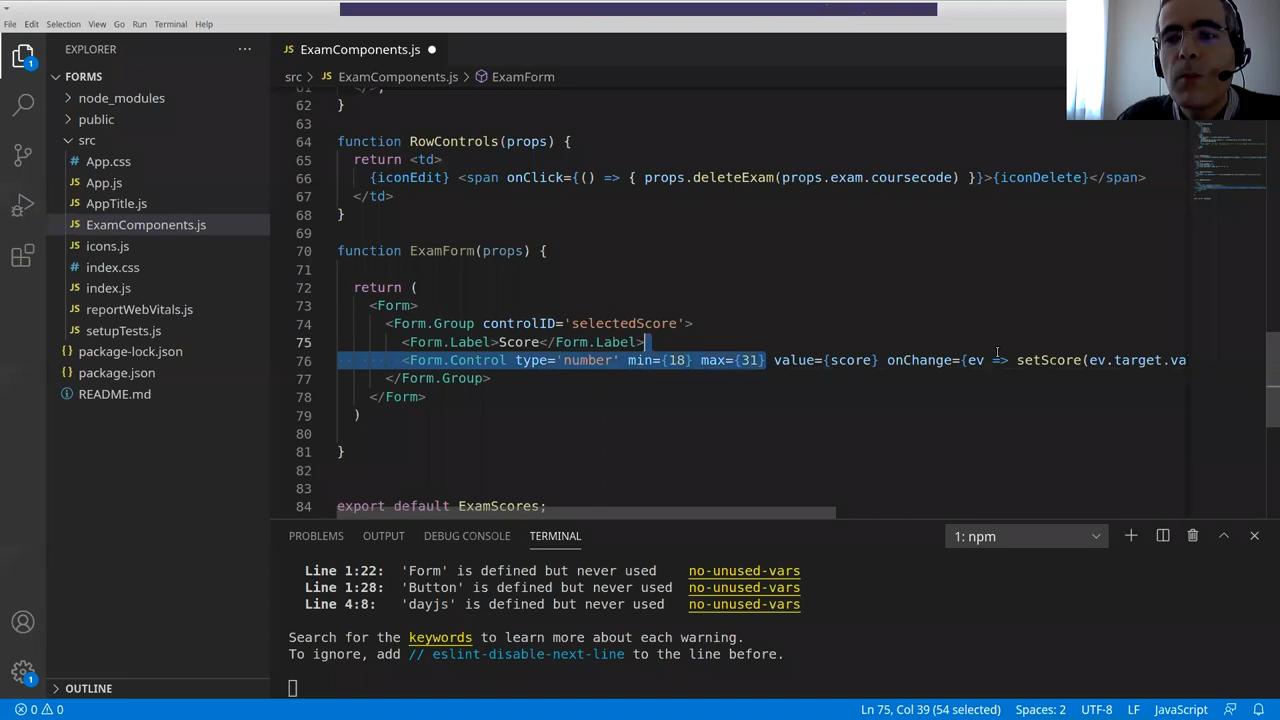 File Edit Selection View Go Run Terminal Help
EXPLORER ···
JS ExamComponents.js ●
FORMS
src > JS ExamComponents.js > ExamForm
node_modules
public
src
App.css
JS App.js
JS AppTitle.js
JS ExamComponents.js
JS icons.js
index.css
JS index.js
JS reportWebVitals.js
JS setupTests.js
package-lock.json
package.json
README.md
OUTLINE
62 }
63
64 function RowControls(props) {
65 return <td>
66 {iconEdit} <span onClick={() => { props.deleteExam(props.exam.coursecode) }}>{iconDelete}</span>
67 </td>
68 }
69
70 function ExamForm(props) {
71
72 return (
73 <Form>
74 <Form.Group controlID='selectedScore'>
75 <Form.Label>Score</Form.Label>
76 <Form.Control type='number' min={18} max={31} value={score} onChange={ev => setScore(ev.target.va
77 </Form.Group>
78 </Form>
79 )
80
81 }
82
83
84 export default ExamScores;
PROBLEMS OUTPUT DEBUG CONSOLE TERMINAL 1: npm
Line 1:22: 'Form' is defined but never used no-unused-vars
Line 1:28: 'Button' is defined but never used no-unused-vars
Line 4:8: 'dayjs' is defined but never used no-unused-vars
Search for the keywords to learn more about each warning.
To ignore, add // eslint-disable-next-line to the line before.
0 0 Ln 75, Col 39 (54 selected) Spaces: 2 UTF-8 LF JavaScript